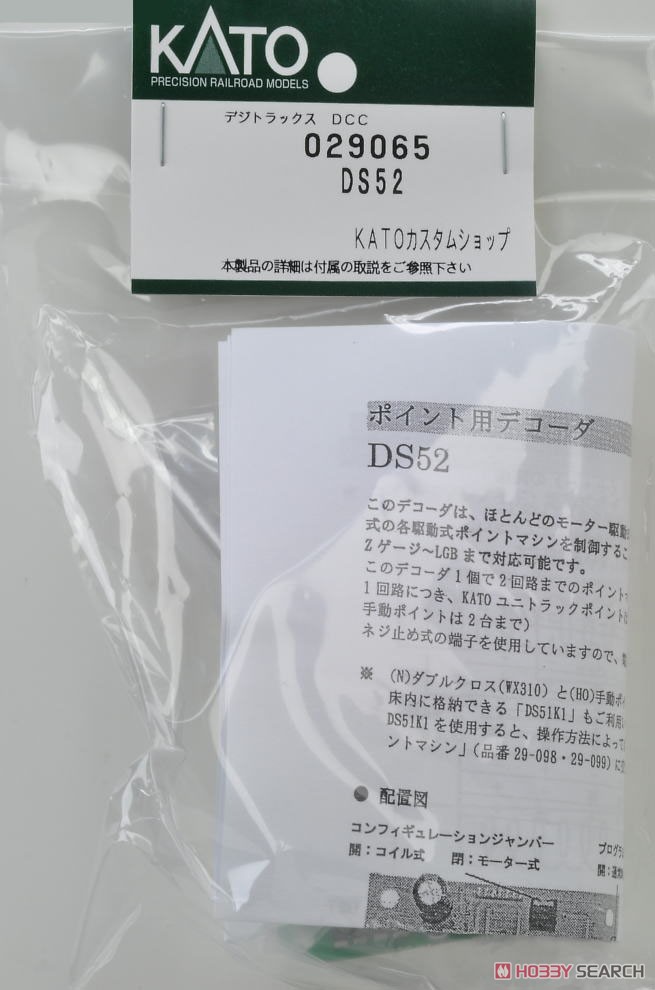 KATO
PRECISION RAILROAD MODELS
デジトラックス DCC
029065
DS52
KATOカスタムショップ
本製品の詳細は付属の取説をご参照下さい
ポイント用デコーダ
DS52
このデコーダは、ほとんどのモーター駆動
式の各駆動式ポイントマシンを制御するこ
Zゲージ～LGBまで対応可能です。
このデコーダ1個で2回路までのポイント
1回路につき、KATOユニトラックポイントは
手動ポイントは2台まで）
ネジ止め式の端子を使用していますので、
※ (N)ダブルクロス(WX310) と(HO)手動ポイ
床内に格納できる「DS51K1」もご利用
DS51K1を使用すると、操作方法によって
ントマシン」(品番29-098・29-099)に
● 配置図
コンフィギュレーションジャンパー
プログラ
開：コイル式 閉：モーター式
開：
HOBBY SEARCH